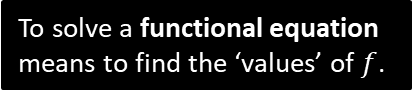 To solve a functional equation
means to find the ‘values’ of f.